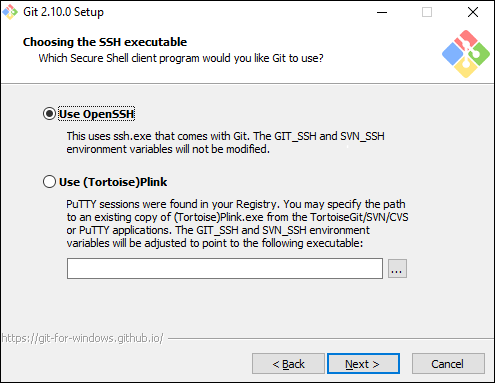 Git 2.10.0 Setup
Choosing the SSH executable
Which Secure Shell client program would you like Git to use?
Use OpenSSH
This uses ssh.exe that comes with Git. The GIT_SSH and SVN_SSH
environment variables will not be modified.
Use (Tortoise)Plink
PuTTY sessions were found in your Registry. You may specify the path
to an existing copy of (Tortoise)Plink.exe from the TortoiseGit/SVN/CVS
or PuTTY applications. The GIT_SSH and SVN_SSH environment
variables will be adjusted to point to the following executable:
...
https://git-for-windows.github.io/
< Back
Next >
Cancel